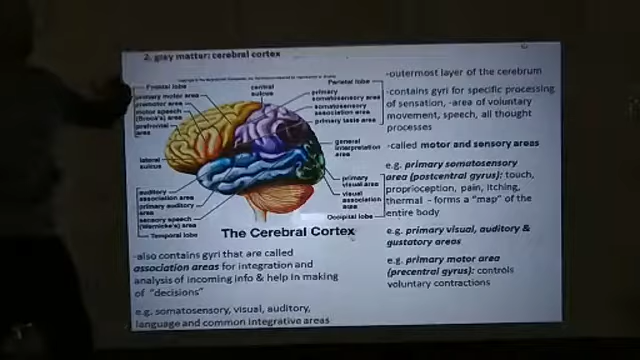 2. gray matter: cerebral cortex
Frontal lobe
primary motor area
premotor area
motor speech
(Broca's) area
prefrontal
area
central
sulcus
Parietal lobe
primary
somatosensory area
somatosensory
association area
primary taste area
general
interpretation
area
lateral
sulcus
auditory
association area
primary auditory
area
sensory speech
(Wernicke's) area
Temporal lobe
primary
visual area
visual
association
area
Occipital lobe
The Cerebral Cortex
-also contains gyri that are called
association areas for integration and
analysis of incoming info & help in making
of "decisions"
e.g. somatosensory, visual, auditory,
language and common integrative areas
-outermost layer of the cerebrum
-contains gyri for specific processing
of sensation, -area of voluntary
movement, speech, all thought
processes
-called motor and sensory areas
e.g. primary somatosensory
area (postcentral gyrus): touch,
proprioception, pain, itching,
thermal - forms a "map" of the
entire body
e.g. primary visual, auditory &
gustatory areas
e.g. primary motor area
(precentral gyrus): controls
voluntary contractions